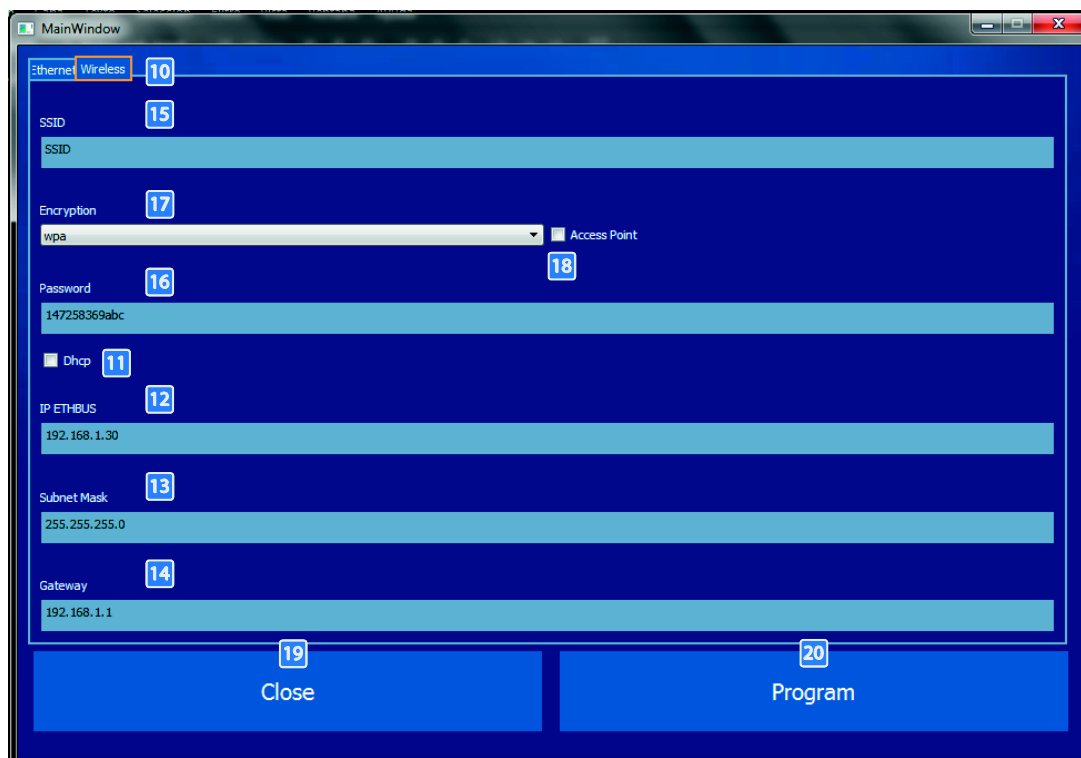 MainWindow
Ethernet Wireless 10
SSID 15
SSID
Encryption 17
wpa Access Point
18
Password 16
147258369abc
Dhcp 11
IP ETHBUS 12
192.168.1.30
Subnet Mask 13
255.255.255.0
Gateway 14
192.168.1.1
19 20
Close Program